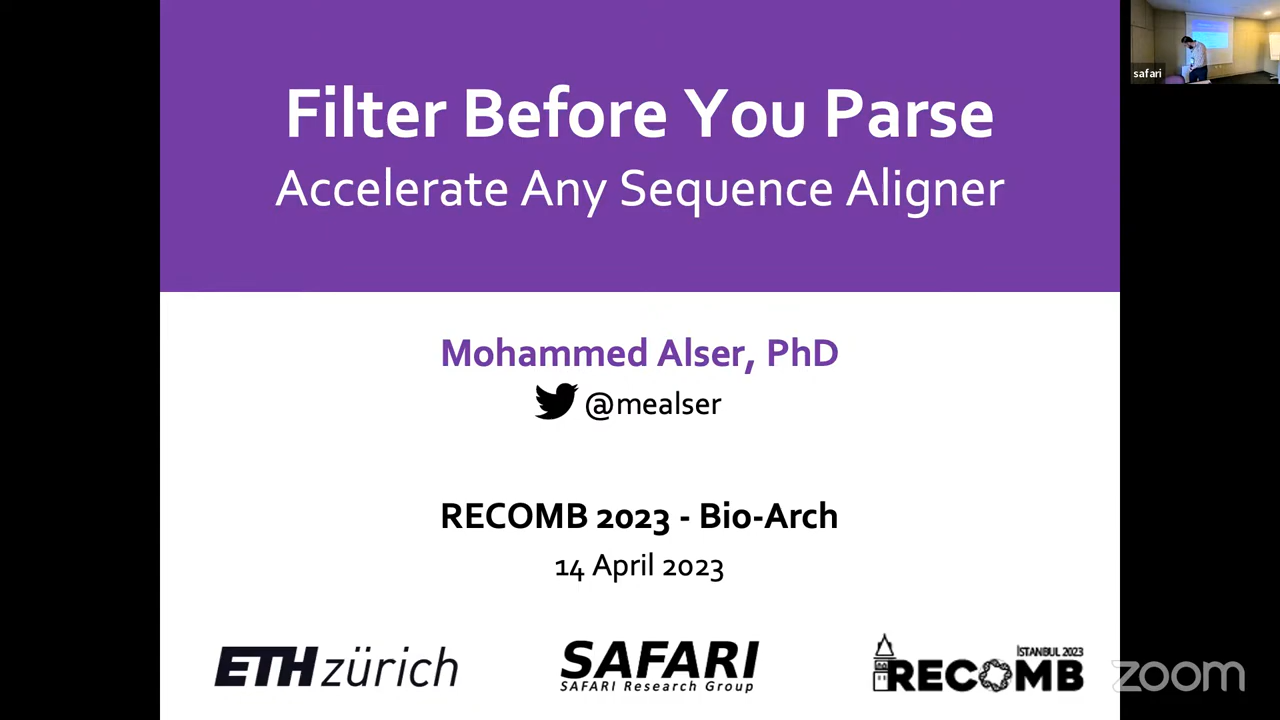 Filter Before You Parse
Accelerate Any Sequence Aligner
safari
Mohammed Alser, PhD
@mealser
RECOMB 2023 - Bio-Arch
14 April 2023
ETH zürich
SAFARI
SAFARI Research Group
İSTANBUL 2023
RECOMB
zoom